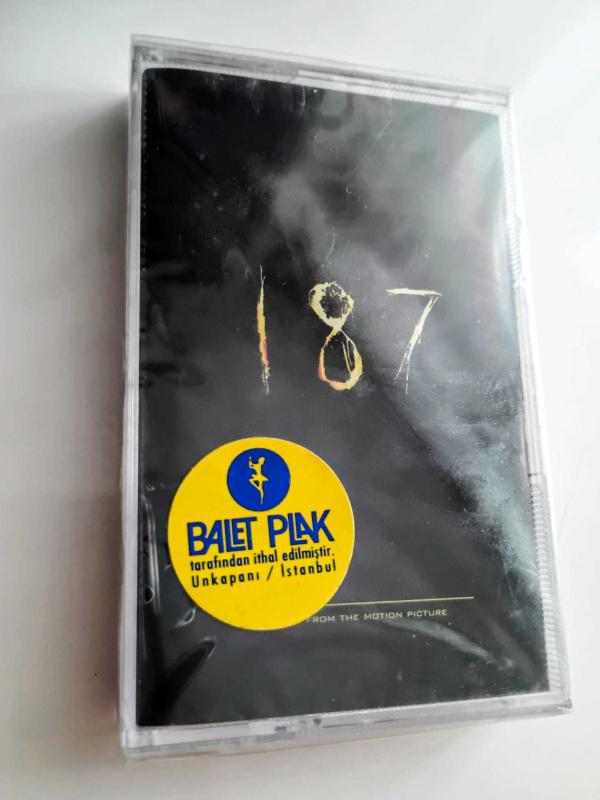 187
BALET PLAK
tarafından ithal edilmiştir.
Unkapanı / İstanbul
FROM THE MOTION PICTURE